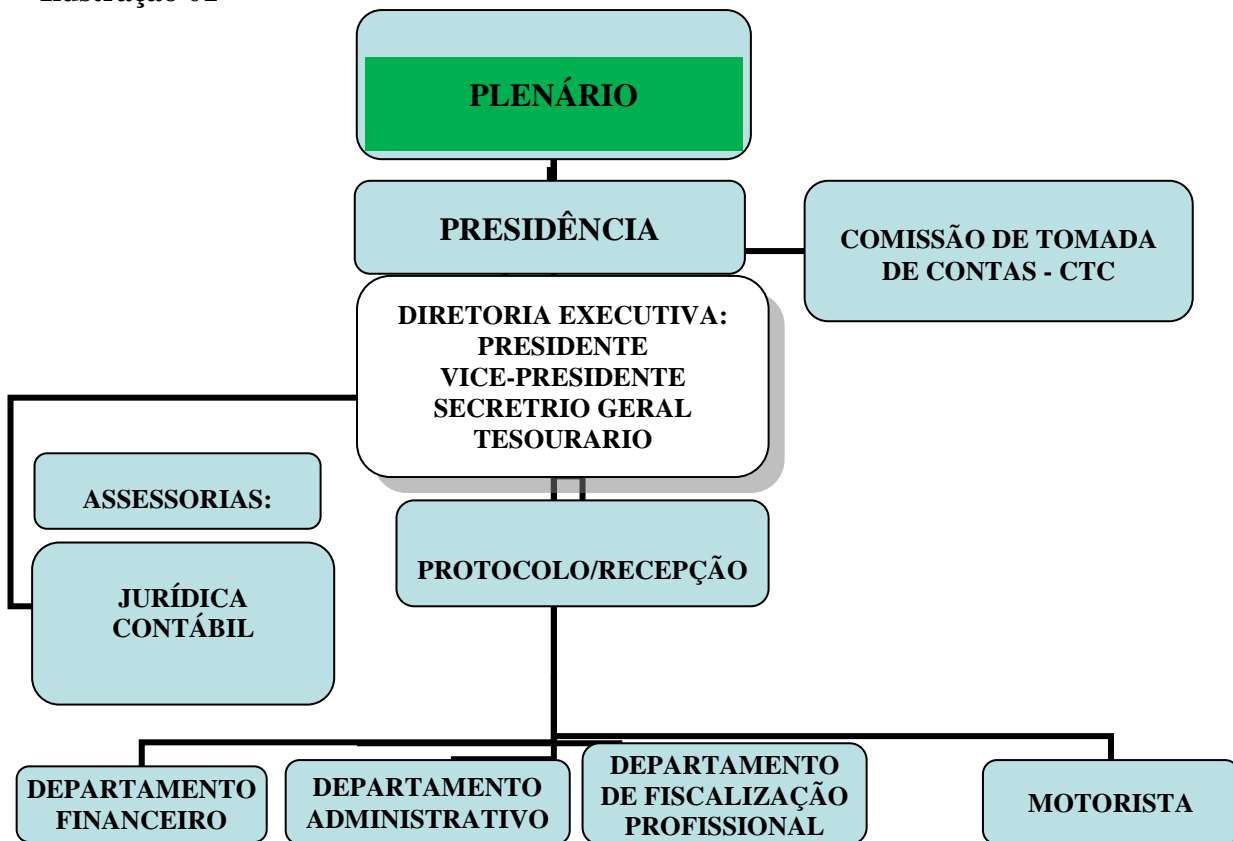 PLENÁRIO
PRESIDÊNCIA
COMISSÃO DE TOMADA
DE CONTAS - CTC
DIRETORIA EXECUTIVA:
PRESIDENTE
VICE-PRESIDENTE
SECRETRIO GERAL
TESOURARIO
ASSESSORIAS:
JURÍDICA
CONTÁBIL
PROTOCOLO/RECEPÇÃO
DEPARTAMENTO
FINANCEIRO
DEPARTAMENTO
ADMINISTRATIVO
DEPARTAMENTO
DE FISCALIZAÇÃO
PROFISSIONAL
MOTORISTA